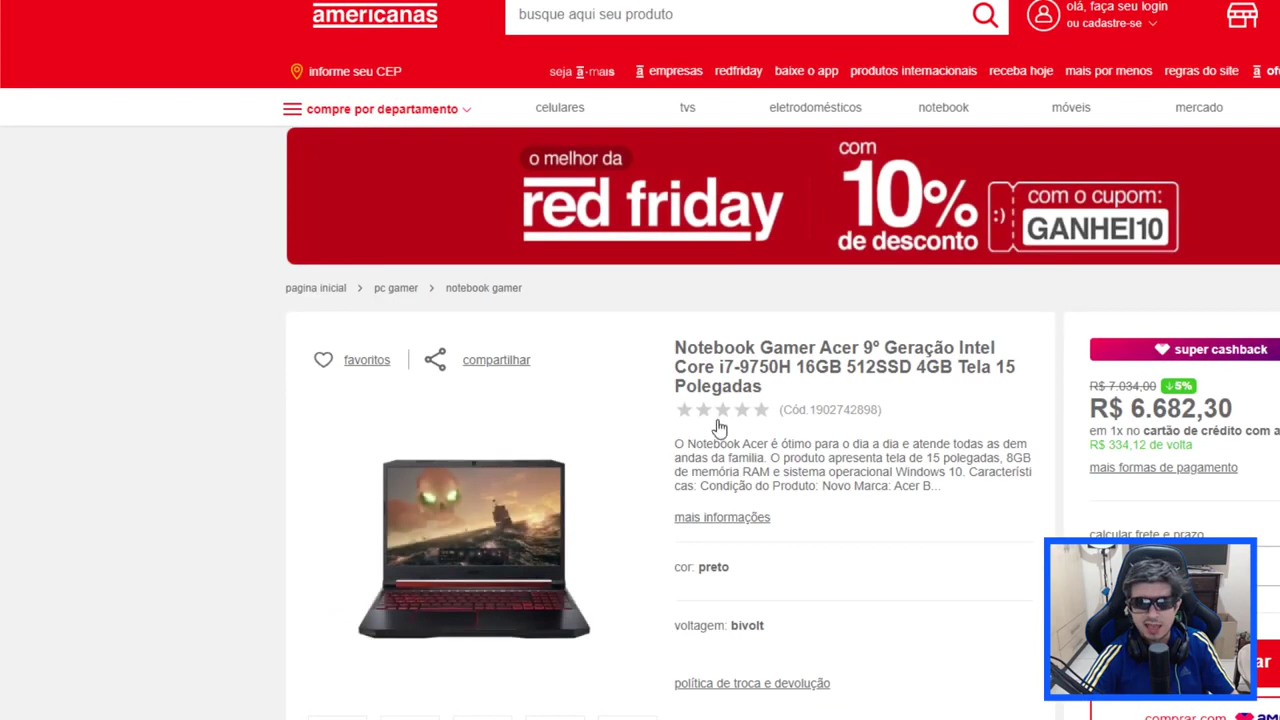 americanas
busque aqui seu produto
olá, faça seu login
ou cadastre-se
informe seu CEP
seja a-mais
a empresas
redfriday
baixe o app
produtos internacionais
receba hoje
mais por menos
regras do site
compre por departamento
celulares
tvs
eletrodomésticos
notebook
móveis
mercado
o melhor da
red friday
com
10%
de desconto
com o cupom:
:) GANHEI10
pagina inicial > pc gamer > notebook gamer
favoritos
compartilhar
Notebook Gamer Acer 9º Geração Intel
Core i7-9750H 16GB 512SSD 4GB Tela 15
Polegadas
(Cód.1902742898)
O Notebook Acer é ótimo para o dia a dia e atende todas as dem
andas da familia. O produto apresenta tela de 15 polegadas, 8GB
de memória RAM e sistema operacional Windows 10. Característi
cas: Condição do Produto: Novo Marca: Acer B...
mais informações
cor: preto
voltagem: bivolt
política de troca e devolução
super cashback
R$ 7.034,00 ↓5%
R$ 6.682,30
em 1x no cartão de crédito com a
R$ 334,12 de volta
mais formas de pagamento
calcular frete e prazo
comprar com